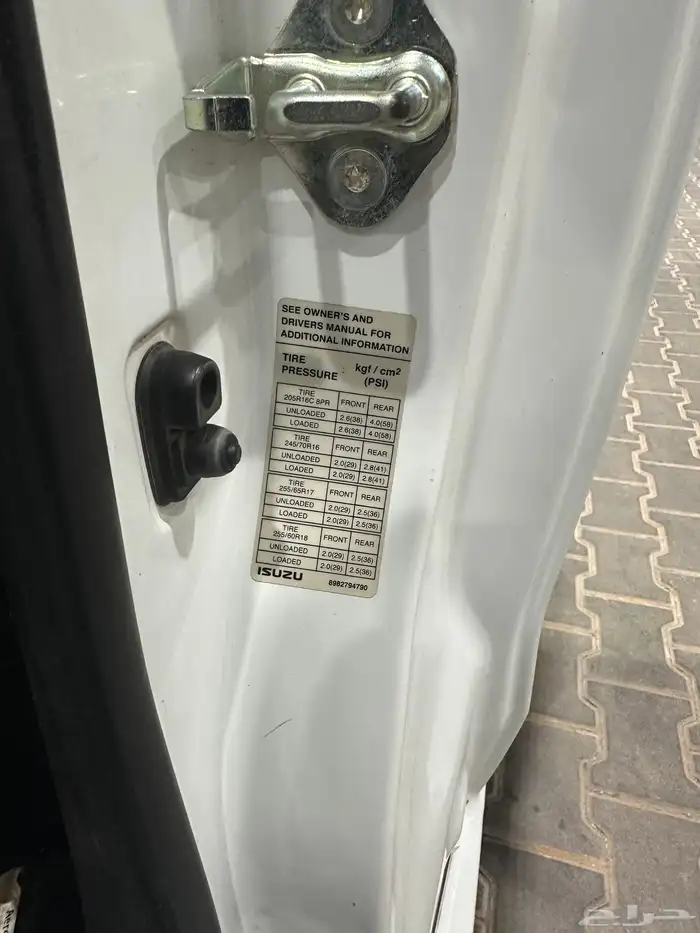 SEE OWNER'S AND
DRIVERS MANUAL FOR
ADDITIONAL INFORMATION
TIRE PRESSURE : kgf / cm2 (PSI)
TIRE 205R16C 8PR FRONT REAR
UNLOADED 2.6(38) 4.0(58)
LOADED 2.6(38) 4.0(58)
TIRE 245/70R16 FRONT REAR
UNLOADED 2.0(29) 2.8(41)
LOADED 2.0(29) 2.8(41)
TIRE 255/65R17 FRONT REAR
UNLOADED 2.0(29) 2.5(36)
LOADED 2.0(29) 2.5(36)
TIRE 255/60R18 FRONT REAR
UNLOADED 2.0(29) 2.5(36)
LOADED 2.0(29) 2.5(36)
ISUZU 8982794790
حراج